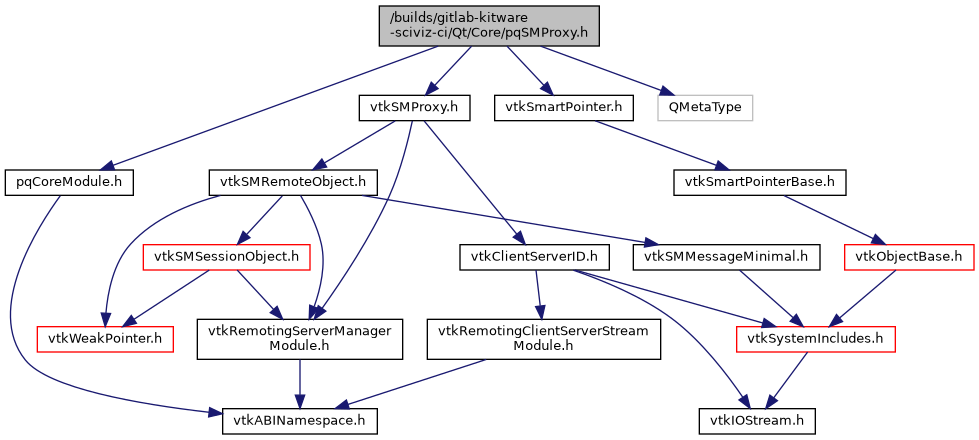 /builds/gitlab-kitware
-sciviz-ci/Qt/Core/pqSMProxy.h
vtkSMProxy.h
vtkSmartPointer.h
QMetaType
pqCoreModule.h
vtkSMRemoteObject.h
vtkSmartPointerBase.h
vtkSMSessionObject.h
vtkClientServerID.h
vtkSMMessageMinimal.h
vtkObjectBase.h
vtkWeakPointer.h
vtkRemotingServerManager
Module.h
vtkRemotingClientServerStream
Module.h
vtkSystemIncludes.h
vtkABINamespace.h
vtkIOStream.h